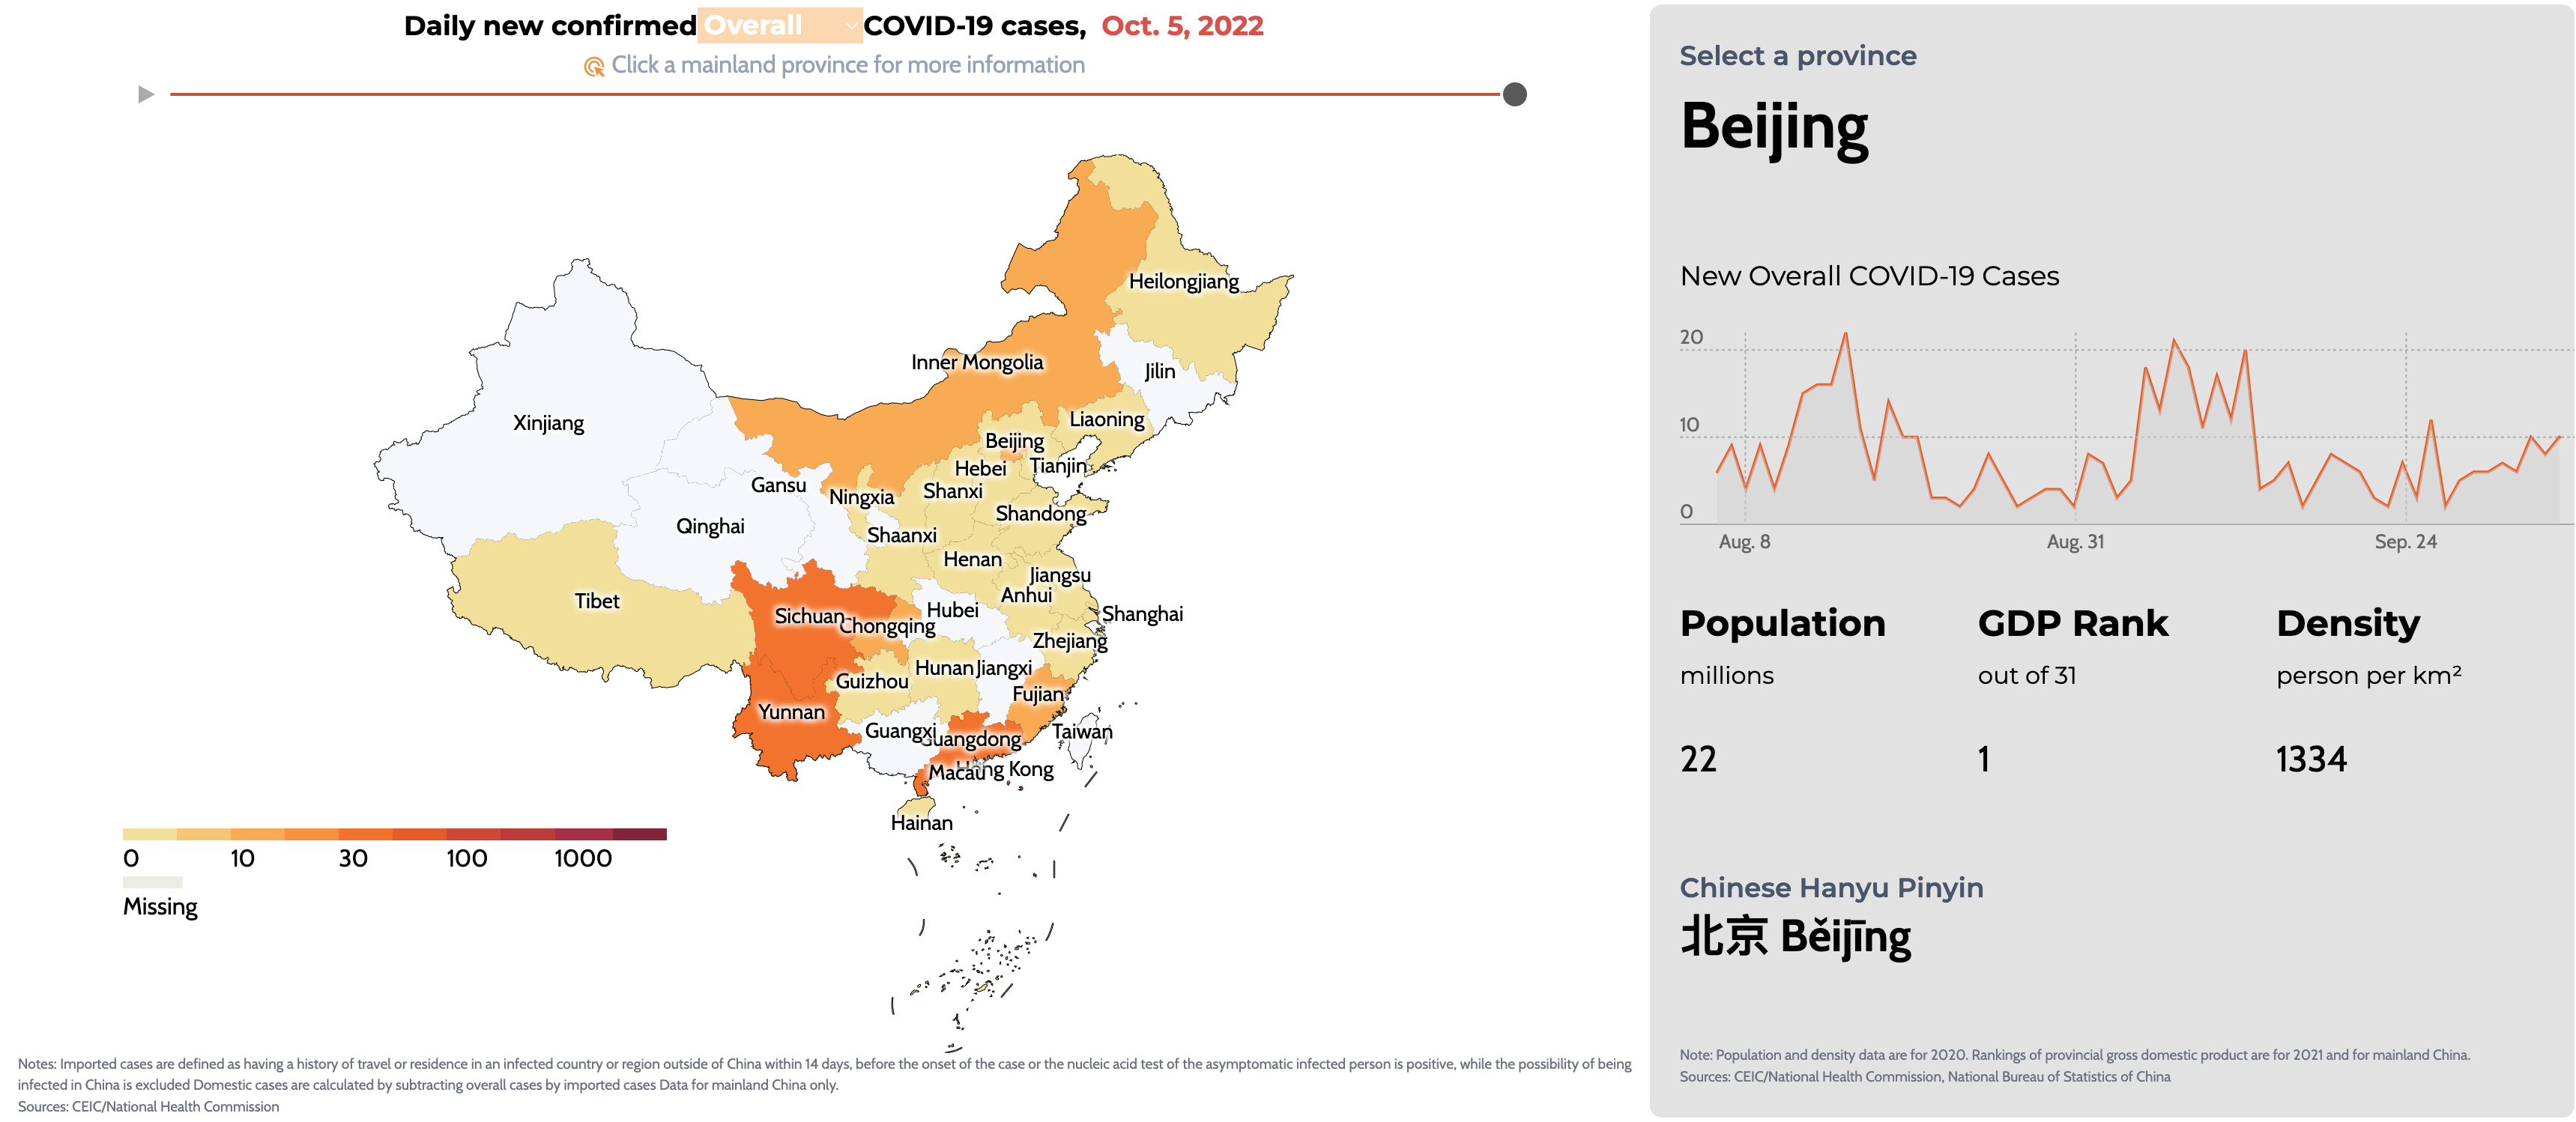 Daily new confirmed Overall COVID-19 cases, Oct. 5, 2022
Click a mainland province for more information
Heilongjiang
Inner Mongolia
Jilin
Xinjiang
Liaoning
Beijing
Hebei
Tianjin
Gansu
Ningxia
Shanxi
Shandong
Qinghai
Shaanxi
Henan
Jiangsu
Anhui
Tibet
Sichuan
Chongqing
Hubei
Shanghai
Zhejiang
Hunan
Jiangxi
Guizhou
Fujian
Yunnan
Guangxi
Guangdong
Taiwan
Macau
Hong Kong
Hainan
0 10 30 100 1000
Missing
Notes: Imported cases are defined as having a history of travel or residence in an infected country or region outside of China within 14 days, before the onset of the case or the nucleic acid test of the asymptomatic infected person is positive, while the possibility of being
infected in China is excluded Domestic cases are calculated by subtracting overall cases by imported cases Data for mainland China only.
Sources: CEIC/National Health Commission
Select a province
Beijing
New Overall COVID-19 Cases
20
10
0
Aug. 8 Aug. 31 Sep. 24
Population GDP Rank Density
millions out of 31 person per km²
22 1 1334
Chinese Hanyu Pinyin
北京 Běijīng
Note: Population and density data are for 2020. Rankings of provincial gross domestic product are for 2021 and for mainland China.
Sources: CEIC/National Health Commission, National Bureau of Statistics of China